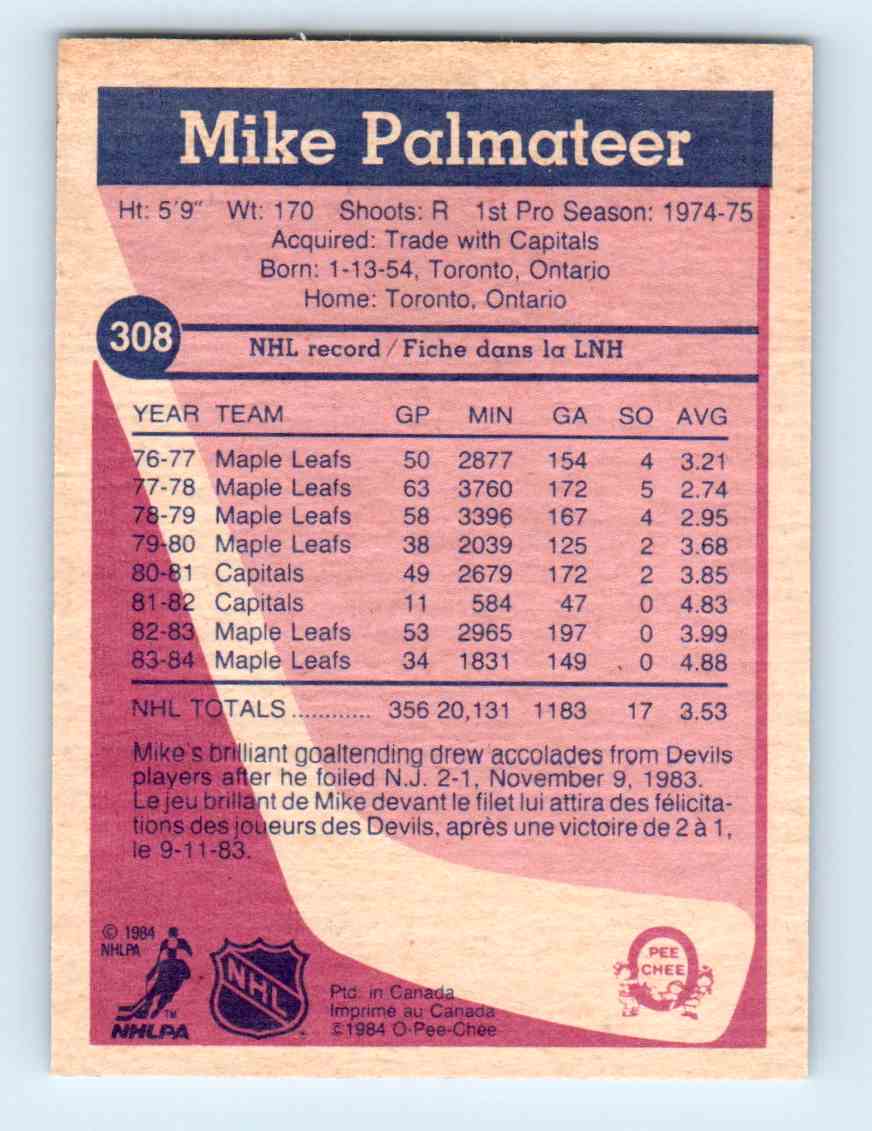 Mike Palmateer
Ht: 5'9" Wt: 170 Shoots: R 1st Pro Season: 1974-75
Acquired: Trade with Capitals
Born: 1-13-54, Toronto, Ontario
Home: Toronto, Ontario
308
NHL record / Fiche dans la LNH
YEAR TEAM GP MIN GA SO AVG
76-77 Maple Leafs 50 2877 154 4 3.21
77-78 Maple Leafs 63 3760 172 5 2.74
78-79 Maple Leafs 58 3396 167 4 2.95
79-80 Maple Leafs 38 2039 125 2 3.68
80-81 Capitals 49 2679 172 2 3.85
81-82 Capitals 11 584 47 0 4.83
82-83 Maple Leafs 53 2965 197 0 3.99
83-84 Maple Leafs 34 1831 149 0 4.88
NHL TOTALS ............ 356 20,131 1183 17 3.53
Mike's brilliant goaltending drew accolades from Devils
players after he foiled N.J. 2-1, November 9, 1983.
Le jeu brillant de Mike devant le filet lui attira des félicita-
tions des joueurs des Devils, après une victoire de 2 à 1,
le 9-11-83.
© 1984
NHLPA
TM
NHLPA
NHL
Ptd. in Canada
Imprimé au Canada
©1984 O-Pee-Chee
PEE
CHEE